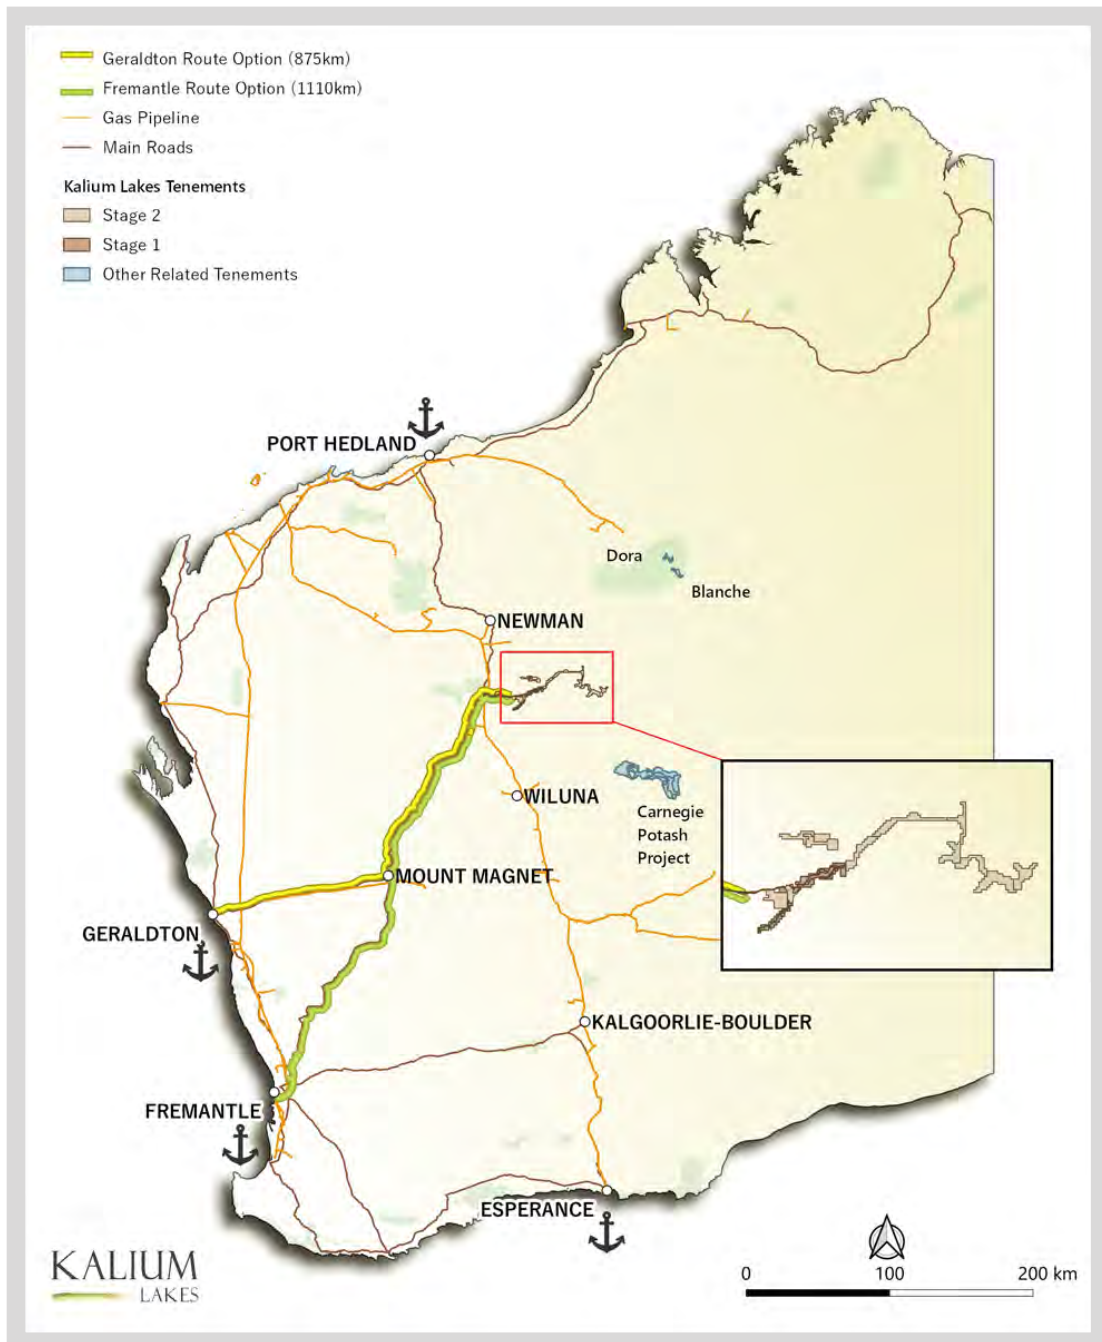 Geraldton Route Option (875km)
Fremantle Route Option (1110km)
Gas Pipeline
Main Roads
Kalium Lakes Tenements
Stage 2
Stage 1
Other Related Tenements
PORT HEDLAND
Dora
Blanche
NEWMAN
WILUNA
Carnegie
Potash
Project
MOUNT MAGNET
GERALDTON
KALGOORLIE-BOULDER
FREMANTLE
ESPERANCE
KALIUM
LAKES
0 100 200 km